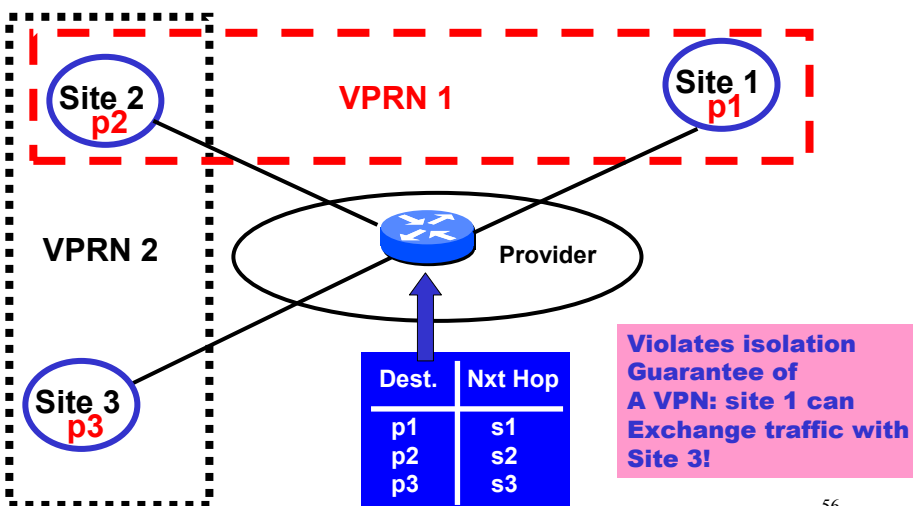 Site 2
p2
VPRN 1
Site 1
p1
VPRN 2
Provider
Site 3
p3
Dest. Nxt Hop
p1 s1
p2 s2
p3 s3
Violates isolation
Guarantee of
A VPN: site 1 can
Exchange traffic with
Site 3!
56